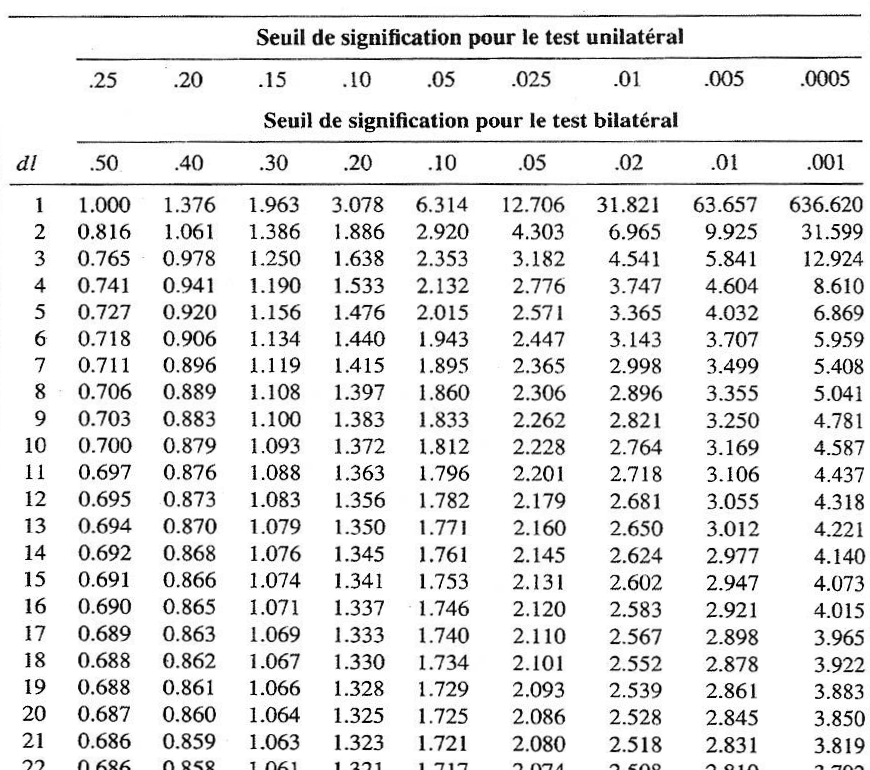 Seuil de signification pour le test unilatéral
.25 .20 .15 .10 .05 .025 .01 .005 .0005
Seuil de signification pour le test bilatéral
dl .50 .40 .30 .20 .10 .05 .02 .01 .001
1 1.000 1.376 1.963 3.078 6.314 12.706 31.821 63.657 636.620
2 0.816 1.061 1.386 1.886 2.920 4.303 6.965 9.925 31.599
3 0.765 0.978 1.250 1.638 2.353 3.182 4.541 5.841 12.924
4 0.741 0.941 1.190 1.533 2.132 2.776 3.747 4.604 8.610
5 0.727 0.920 1.156 1.476 2.015 2.571 3.365 4.032 6.869
6 0.718 0.906 1.134 1.440 1.943 2.447 3.143 3.707 5.959
7 0.711 0.896 1.119 1.415 1.895 2.365 2.998 3.499 5.408
8 0.706 0.889 1.108 1.397 1.860 2.306 2.896 3.355 5.041
9 0.703 0.883 1.100 1.383 1.833 2.262 2.821 3.250 4.781
10 0.700 0.879 1.093 1.372 1.812 2.228 2.764 3.169 4.587
11 0.697 0.876 1.088 1.363 1.796 2.201 2.718 3.106 4.437
12 0.695 0.873 1.083 1.356 1.782 2.179 2.681 3.055 4.318
13 0.694 0.870 1.079 1.350 1.771 2.160 2.650 3.012 4.221
14 0.692 0.868 1.076 1.345 1.761 2.145 2.624 2.977 4.140
15 0.691 0.866 1.074 1.341 1.753 2.131 2.602 2.947 4.073
16 0.690 0.865 1.071 1.337 1.746 2.120 2.583 2.921 4.015
17 0.689 0.863 1.069 1.333 1.740 2.110 2.567 2.898 3.965
18 0.688 0.862 1.067 1.330 1.734 2.101 2.552 2.878 3.922
19 0.688 0.861 1.066 1.328 1.729 2.093 2.539 2.861 3.883
20 0.687 0.860 1.064 1.325 1.725 2.086 2.528 2.845 3.850
21 0.686 0.859 1.063 1.323 1.721 2.080 2.518 2.831 3.819
22 0.686 0.858 1.061 1.321 1.717